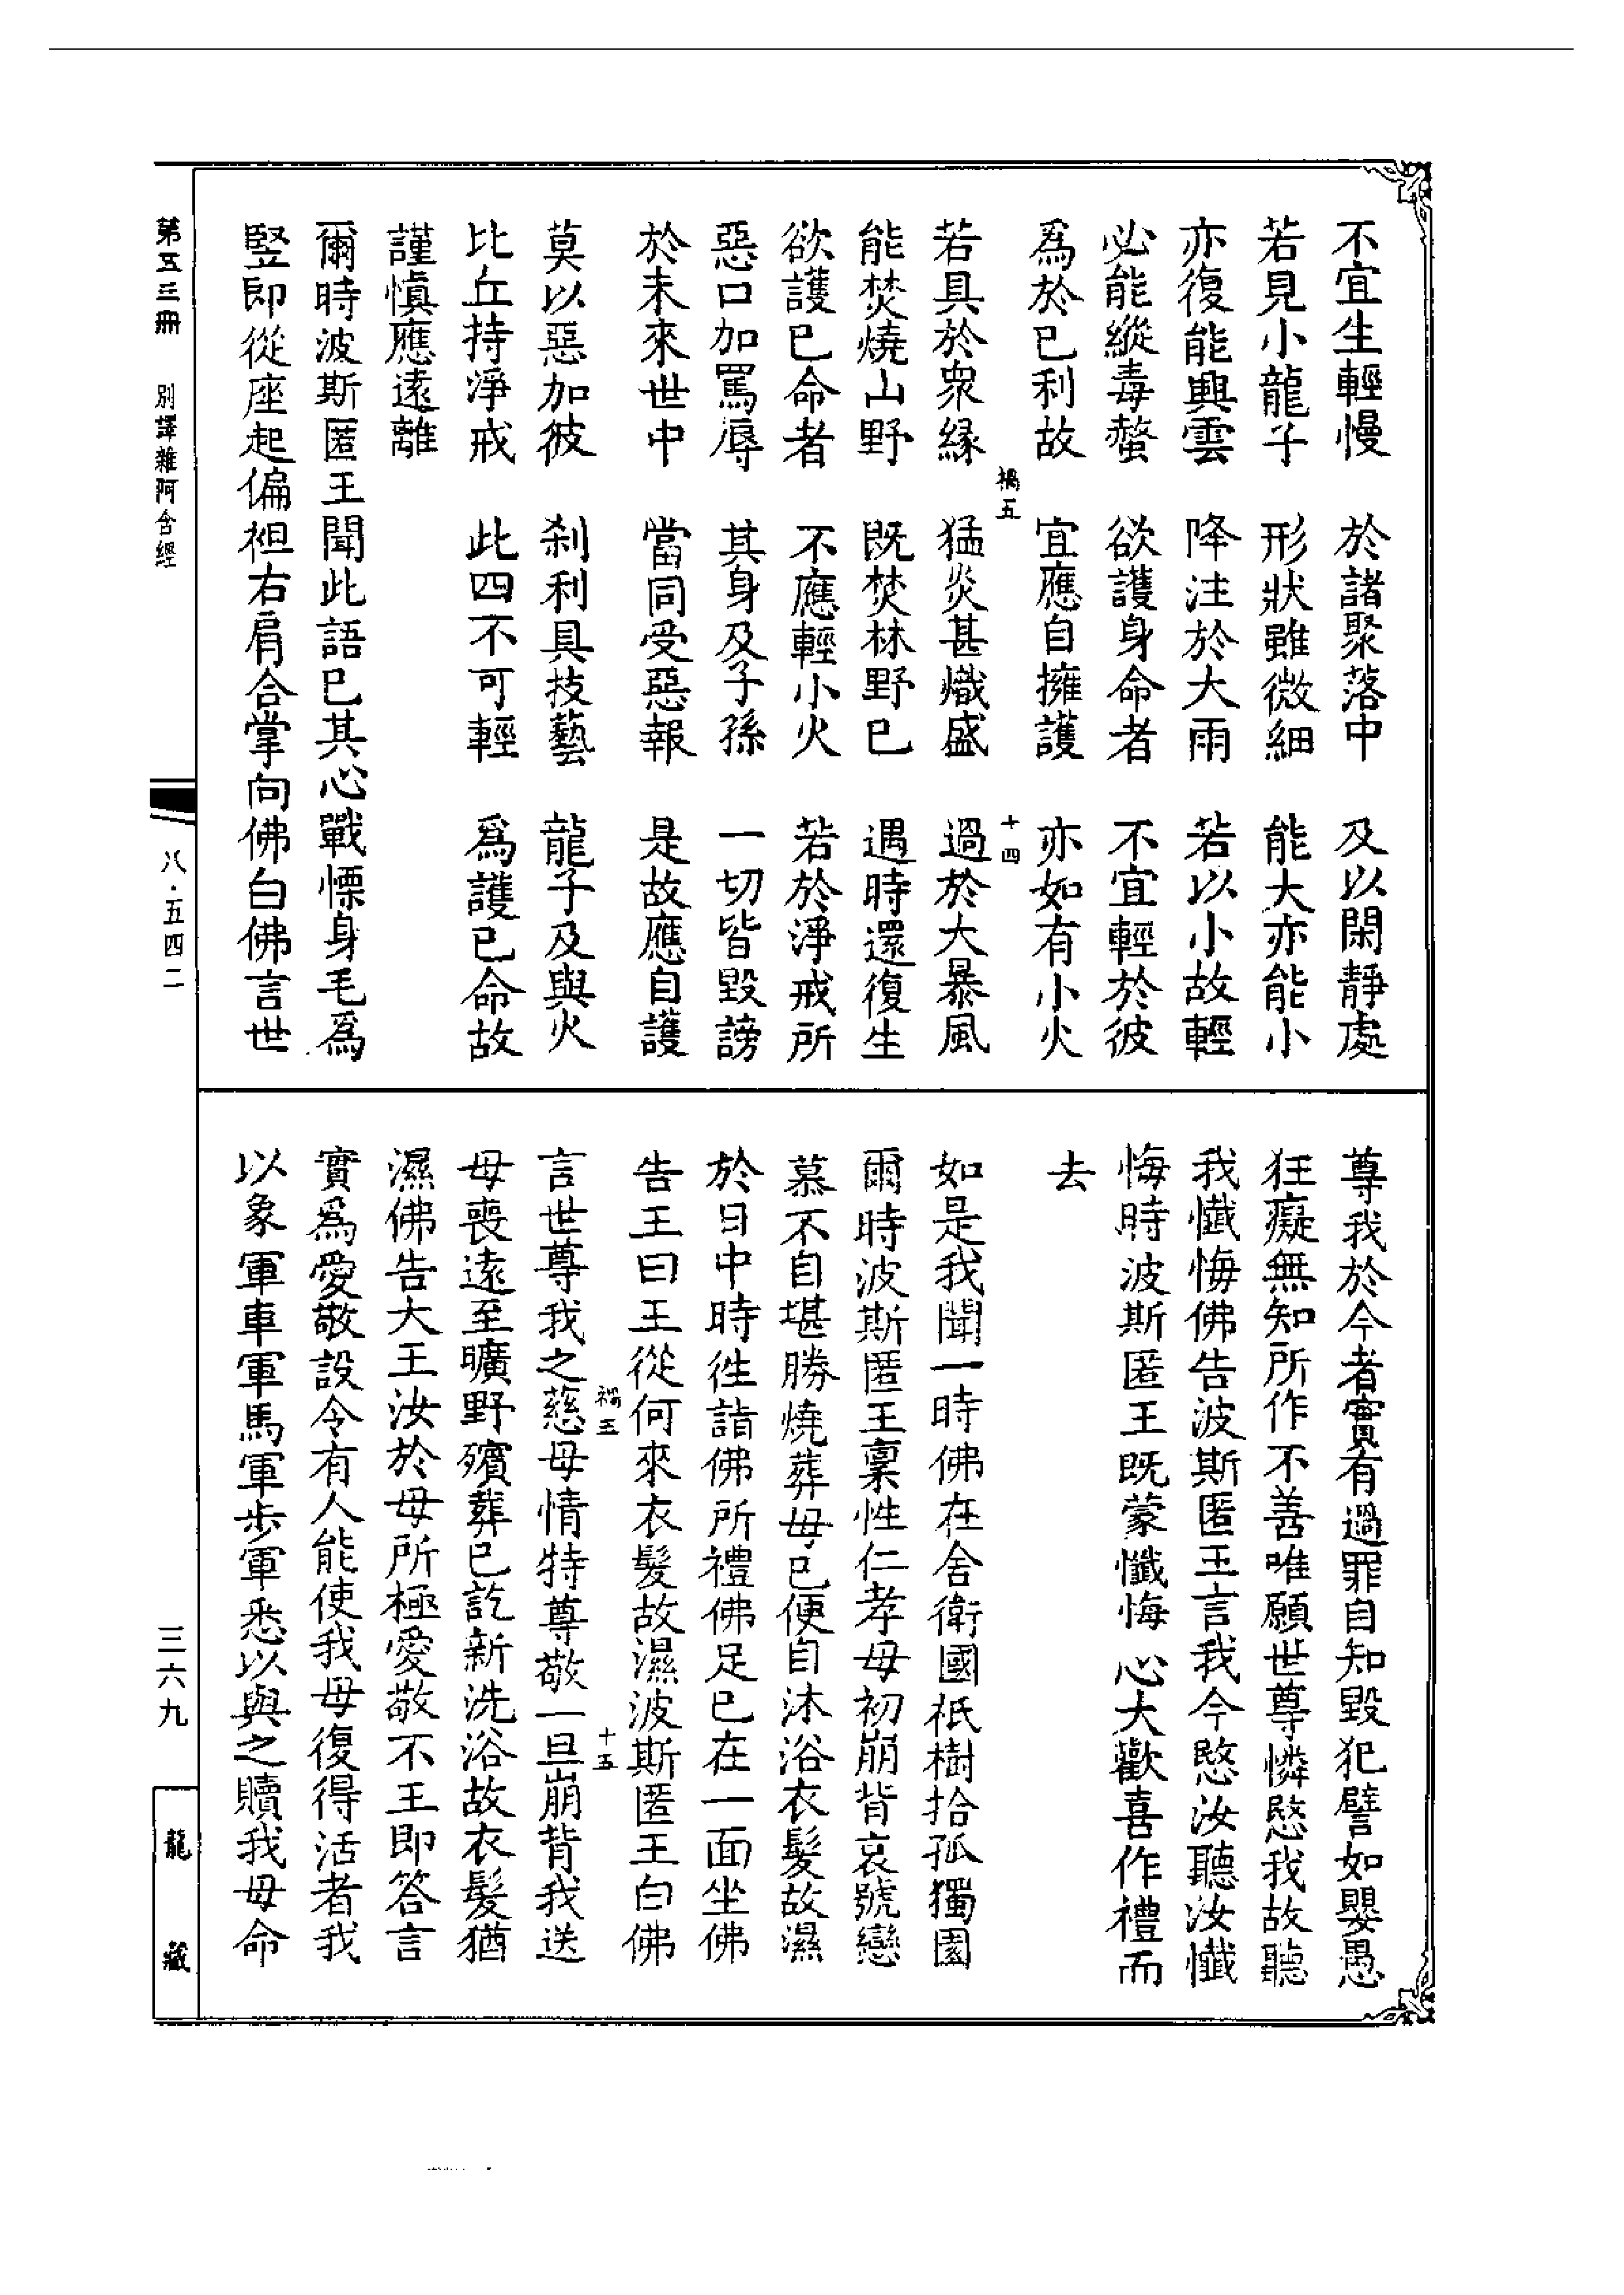 不宜生輕慢　於諸聚落中　及以閑靜處
若見小龍子　形狀雖微細　能大亦能小
亦復能興雲　降注於大雨　若以小故輕
必能縱毒螫　欲護身命者　不宜輕於彼
爲於已利故　宜應自擁護　亦如有小火
禍五　十四
若具於衆緣　猛炎甚熾盛　過於大暴風
能焚燒山野　既焚林野已　遇時還復生
欲護已命者　不應輕小火　若於淨戒所
惡口加罵辱　其身及子孫　一切皆毀謗
於未來世中　當同受惡報　是故應自護
莫以惡加彼　刹利具技藝　龍子及與火
比丘持淨戒　此四不可輕　爲護已命故
謹慎應遠離
爾時波斯匿王聞此語已其心戰慄身毛爲
竪即從座起偏袒右肩合掌向佛白佛言世
尊我於今者實有過罪自知毀犯譬如嬰愚
狂癡無知所作不善唯願世尊憐愍我故聽
我懺悔佛告波斯匿王言我今愍汝聽汝懺
悔時波斯匿王既蒙懺悔心大歡喜作禮而
去
如是我聞一時佛在舍衛國祇樹拾孤獨園
爾時波斯匿王稟性仁孝母初崩背哀號戀
慕不自堪勝燒葬母已便自沐浴衣髮故濕
於日中時徃詣佛所禮佛足已在一面坐佛
告王曰王從何來衣髮故濕波斯匿王白佛
禍五　十五
言世尊我之慈母情特尊敬一旦崩背我送
母喪遠至曠野殯葬已訖新洗浴故衣髮猶
濕佛告大王汝於母所極愛敬不王即答言
實爲愛敬設令有人能使我母復得活者我
以象軍車軍馬軍步軍悉以與之贖我母命
第五三冊　別譯雜阿含經
八·五四二
三六九
龍藏